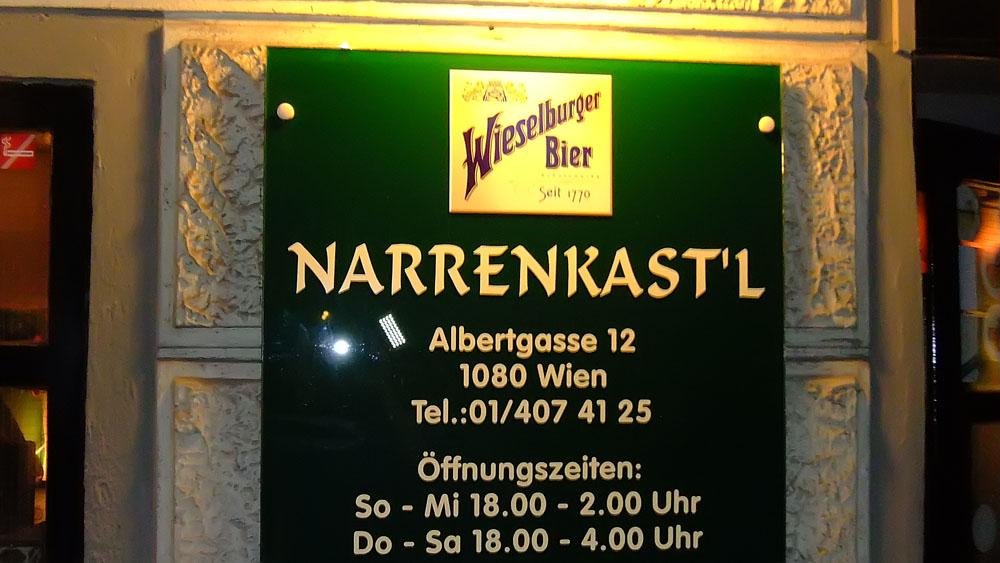 Wieselburger
Bier
Seit 1770
NARRENKAST'L
Albertgasse 12
1080 Wien
Tel.:01/407 41 25
Öffnungszeiten:
So - Mi 18.00 - 2.00 Uhr
Do - Sa 18.00 - 4.00 Uhr